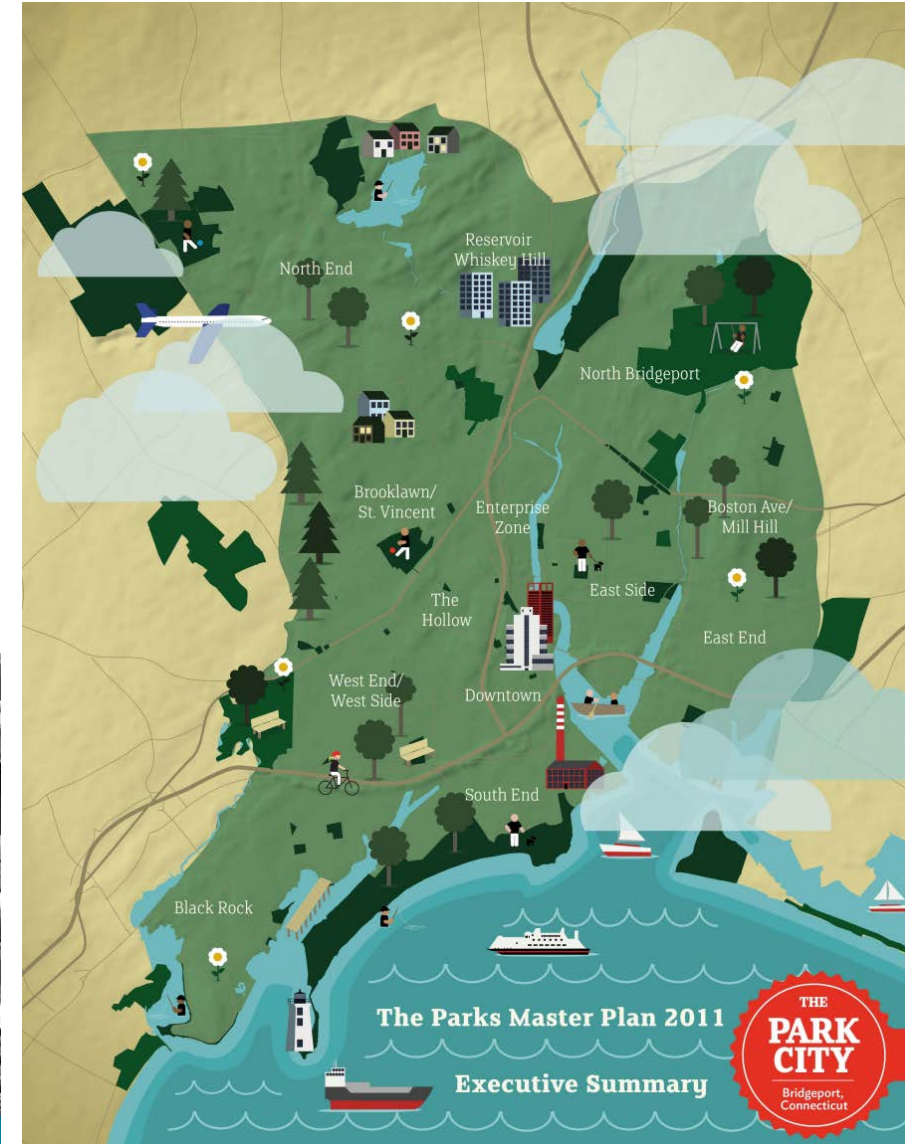 Reservoir
Whiskey Hill
North End
North Bridgeport
Brooklawn/
St. Vincent
Enterprise
Zone
Boston Ave/
Mill Hill
East Side
The
Hollow
East End
West End/
West Side
Downtown
South End
Black Rock
The Parks Master Plan 2011
Executive Summary
THE
PARK
CITY
Bridgeport,
Connecticut